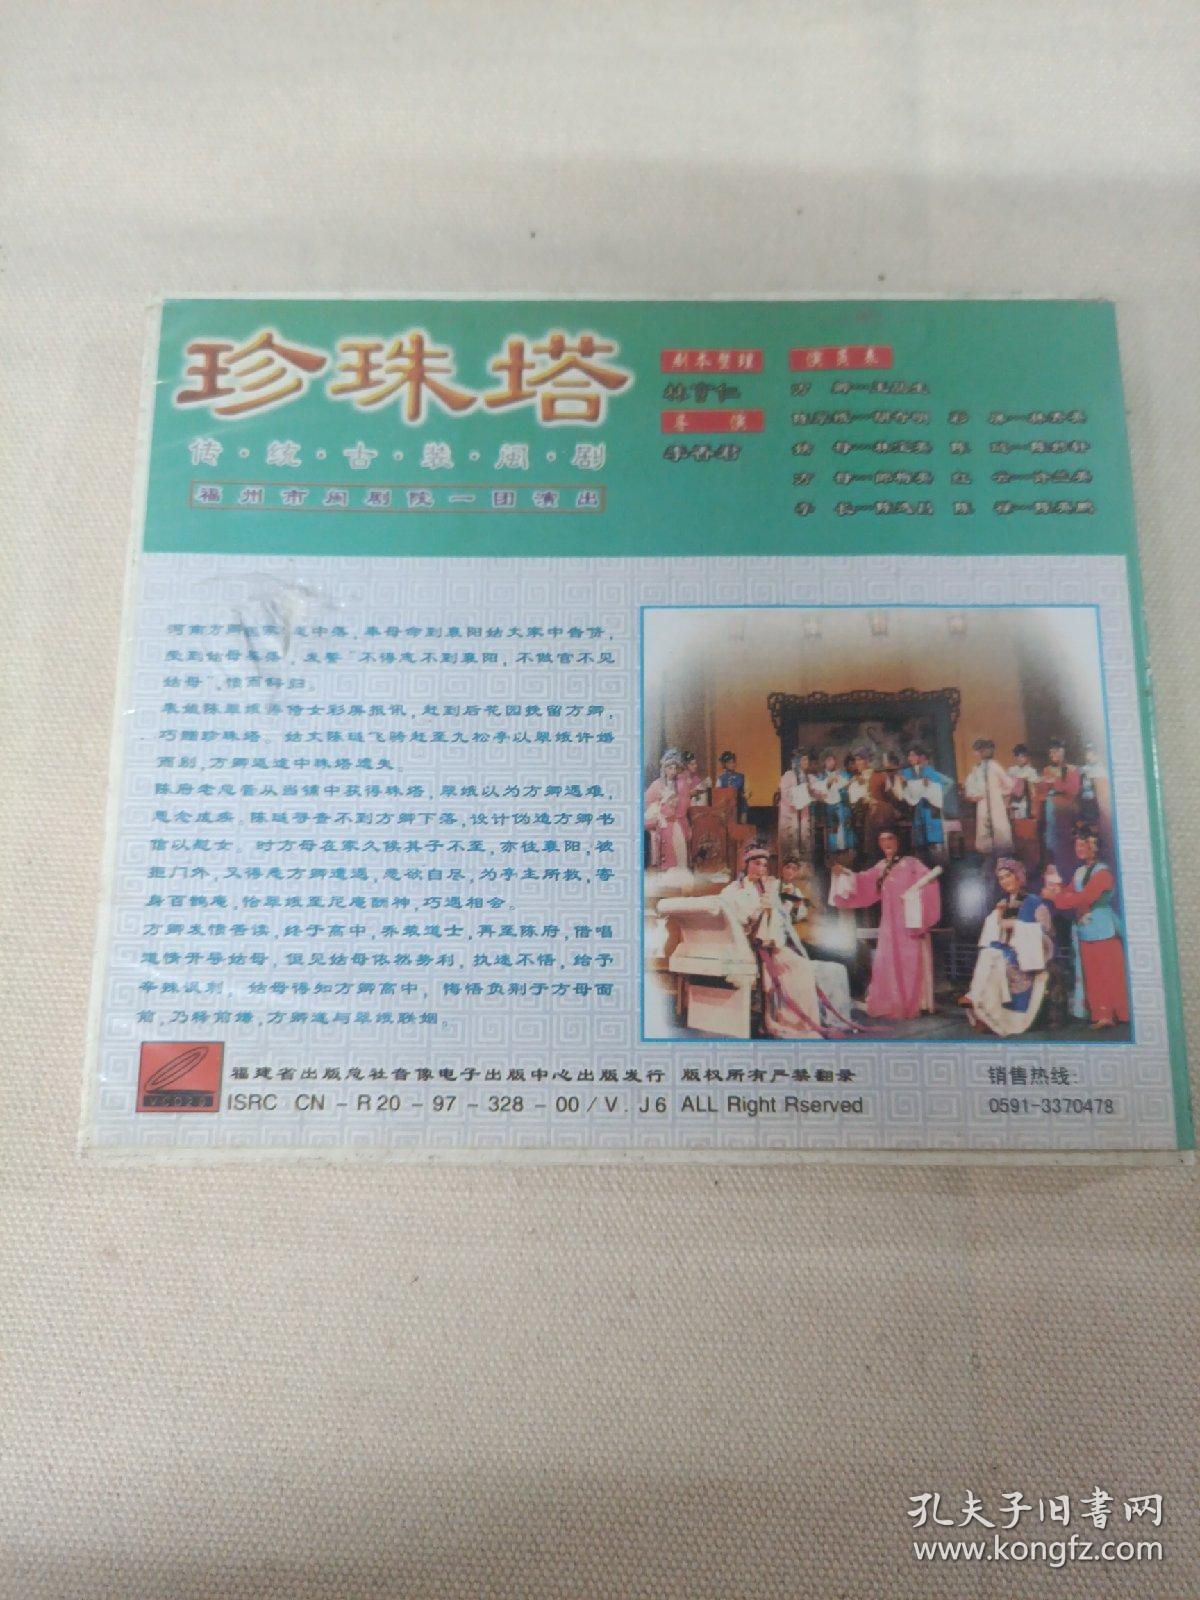 珍珠塔
传·统·古·装·闽·剧
福州市闽剧院一团演出
剧本整理
演员表
导演
李香君
河南方卿因家道中落，奉母命到襄阳姑丈家中告贷，
受到姑母奚落，发誓“不得志不到襄阳，不做官不见
姑母”，愤而辞归。
表姐陈翠娥得侍女彩屏报讯，赶到后花园挽留方卿，
巧赠珍珠塔。姑丈陈琏飞骑赶至九松亭以翠娥许婚
而别，方卿返途中珠塔遗失。
陈府老总管从当铺中获得珠塔，翠娥以为方卿遇难，
思念成疾。陈琏寻查不到方卿下落，设计伪造方卿书
信以慰女。时方母在家久候其子不至，亦往襄阳，被
拒门外，又得悉方卿遭遇，悲欲自尽，为亭主所救，寄
身百鹤庵，恰翠娥至尼庵酬神，巧遇相会。
方卿发愤苦读，终于高中，乔装道士，再至陈府，借唱
道情开导姑母，但见姑母依然势利，执迷不悟，给予
辛辣讽刺，姑母得知方卿高中，悔悟负荆于方母面
前，乃释前嫌，方卿遂与翠娥联姻。
VCD2.0
福建省出版总社音像电子出版中心出版发行 版权所有严禁翻录
ISRC CN-R20-97-328-00/V.J6 ALL Right Rserved
销售热线：
0591-3370478
孔夫子旧书网
www.kongfz.com